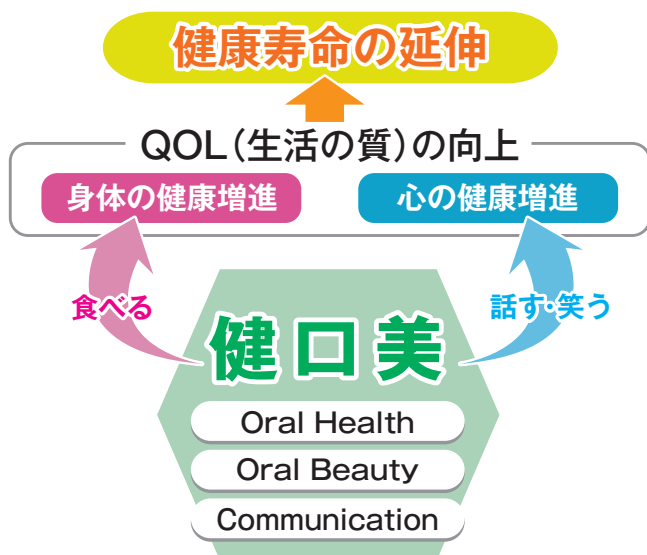 健康寿命の延伸
QOL(生活の質)の向上
身体の健康増進
心の健康増進
食べる
話す・笑う
健口美
Oral Health
Oral Beauty
Communication